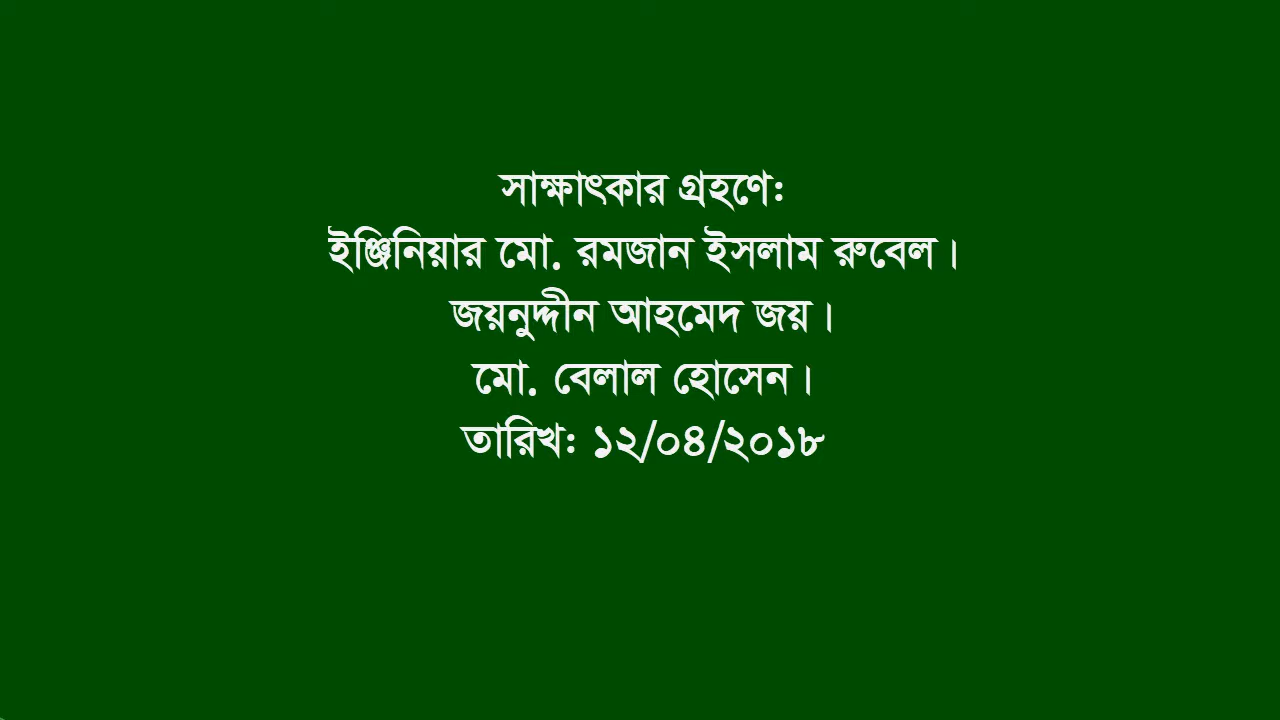 সাক্ষাৎকার গ্রহণে:
ইঞ্জিনিয়ার মো. রমজান ইসলাম রুবেল।
জয়নুদ্দীন আহমেদ জয়।
মো. বেলাল হোসেন।
তারিখ: ১২/০৪/২০১৮